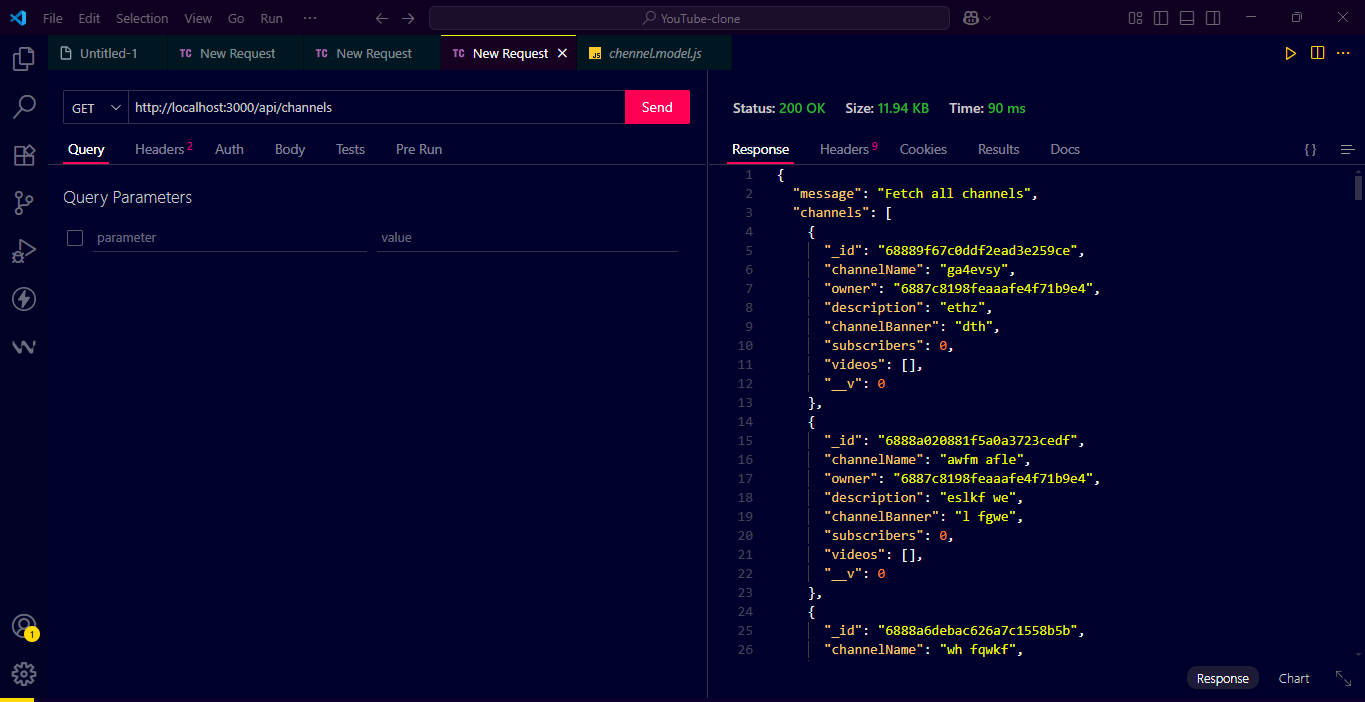 File Edit Selection View Go Run ··· ← → YouTube-clone
Untitled-1 TC New Request TC New Request TC New Request × JS chennel.model.js ···
GET http://localhost:3000/api/channels Send
Status: 200 OK Size: 11.94 KB Time: 90 ms
Query Headers 2 Auth Body Tests Pre Run
Response Headers 9 Cookies Results Docs {}
Query Parameters
parameter value
1 {
2 "message": "Fetch all channels",
3 "channels": [
4 {
5 "_id": "68889f67c0ddf2ead3e259ce",
6 "channelName": "ga4evsy",
7 "owner": "6887c8198feaaafe4f71b9e4",
8 "description": "ethz",
9 "channelBanner": "dth",
10 "subscribers": 0,
11 "videos": [],
12 "__v": 0
13 },
14 {
15 "_id": "6888a020881f5a0a3723cedf",
16 "channelName": "awfm afle",
17 "owner": "6887c8198feaaafe4f71b9e4",
18 "description": "eslkf we",
19 "channelBanner": "l fgwe",
20 "subscribers": 0,
21 "videos": [],
22 "__v": 0
23 },
24 {
25 "_id": "6888a6debac626a7c1558b5b",
26 "channelName": "wh fqwkf",
1
Response Chart